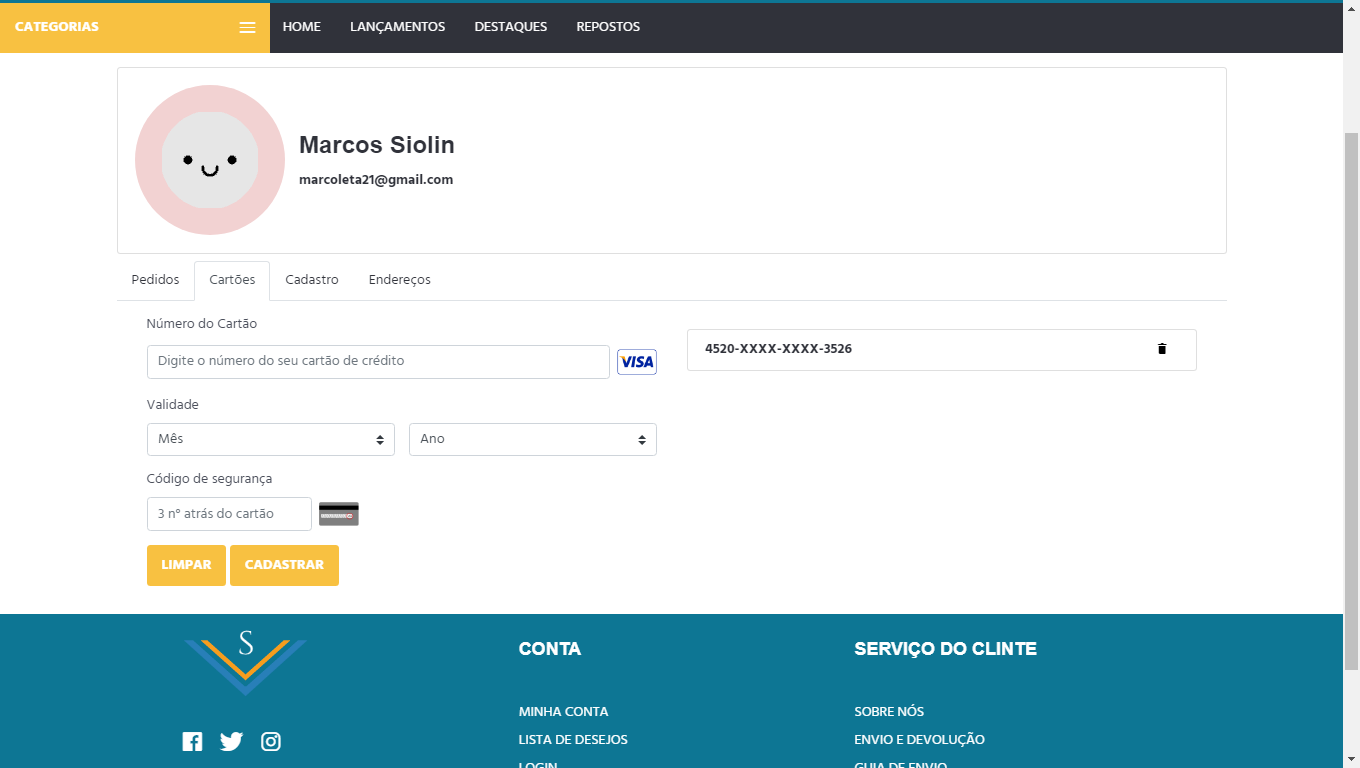 CATEGORIAS HOME LANÇAMENTOS DESTAQUES REPOSTOS
Marcos Siolin
marcoleta21@gmail.com
Pedidos Cartões Cadastro Endereços
Número do Cartão
Digite o número do seu cartão de crédito VISA
4520-XXXX-XXXX-3526
Validade
Mês Ano
Código de segurança
3 nº atrás do cartão
LIMPAR CADASTRAR
S
CONTA
MINHA CONTA
LISTA DE DESEJOS
LOGIN
SERVIÇO DO CLINTE
SOBRE NÓS
ENVIO E DEVOLUÇÃO
GUIA DE ENVIO